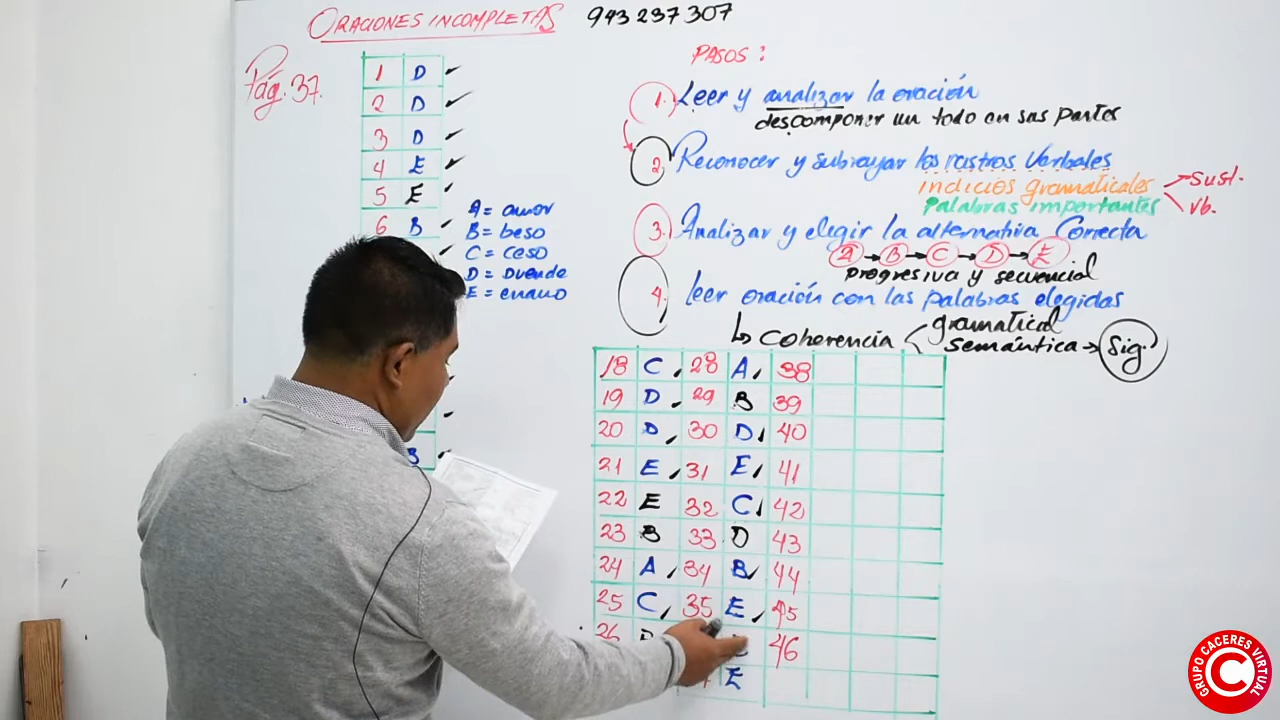 ORACIONES INCOMPLETAS 943 237 307
Pág. 37.
1 D
2 D
3 D
4 E
5 E
6 B
B
A = amor
B = beso
C = Ceso
D = Duende
E = enano
PASOS :
1. Leer y analizar la oración
descomponer un todo en sus partes
2. Reconocer y subrayar los rastros verbales
indicios gramaticales Sust.
Palabras importantes Vb.
3. Analizar y elegir la alternativa Correcta
A B C D E
progresiva y secuencial
4. Leer oración con las palabras elegidas
Coherencia gramatical
semántica Sig.
18 C 28 A 38
19 D 29 B 39
20 D 30 D 40
21 E 31 E 41
22 E 32 C 42
23 B 33 D 43
24 A 34 B 44
25 C 35 E 45
26 46
E
GRUPO CACERES VIRTUAL
C